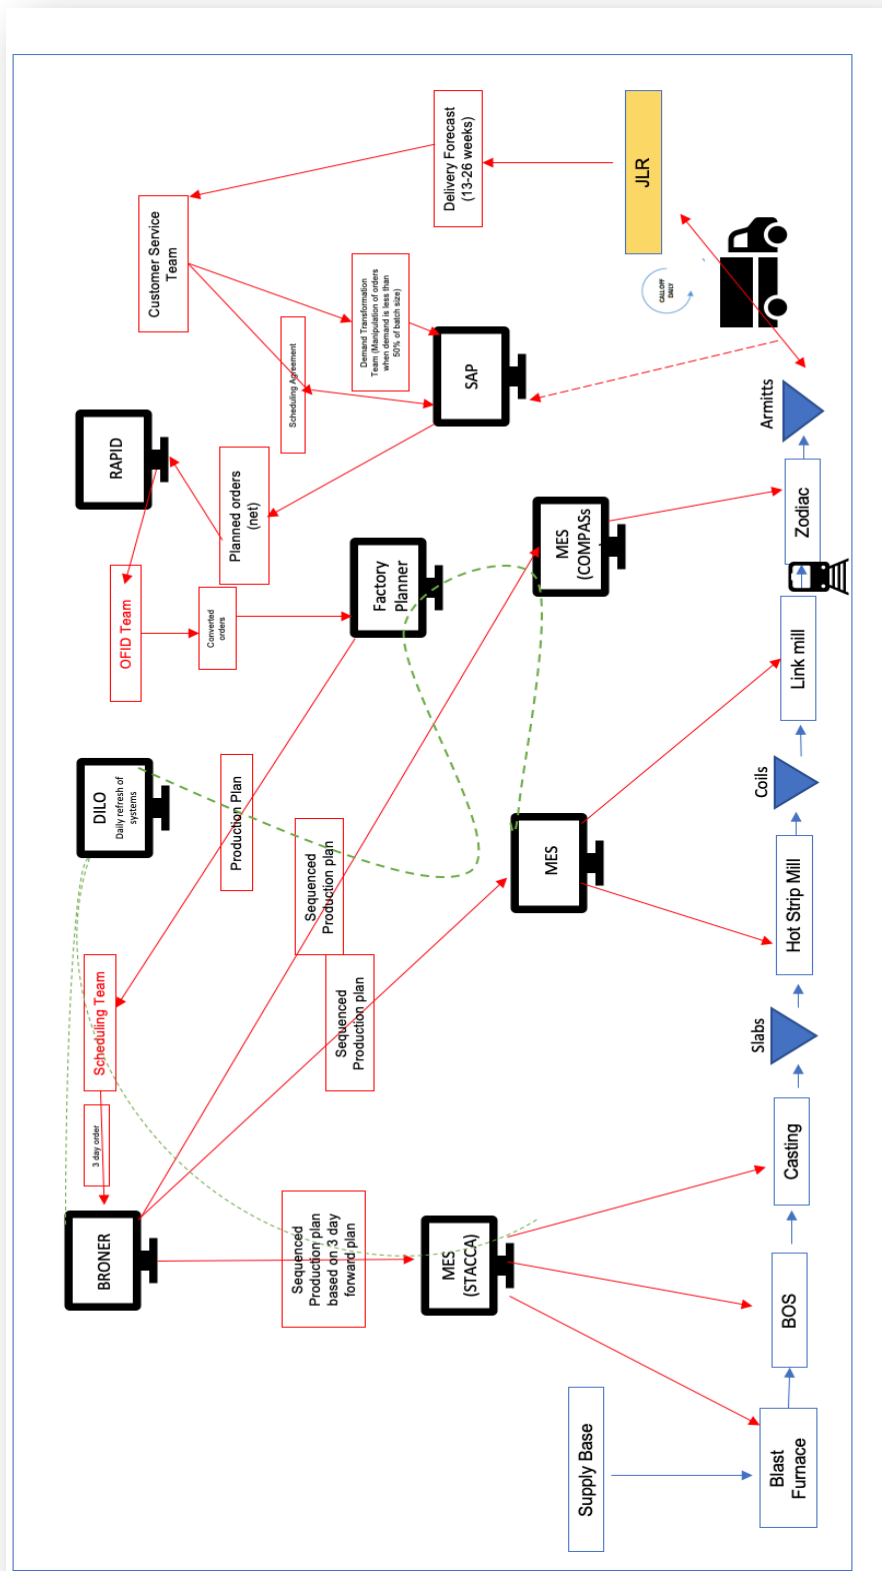 JLR
Delivery Forecast
(13-26 weeks)
Customer Service
Team
Demand Transformation
Team (Manipulation of orders
when demand is less than
50% of batch size)
Scheduling Agreement
SAP
CALL OFF
DAILY
RAPID
Planned orders
(net)
OFID Team
Converted
orders
Factory
Planner
MES
(COMPASs
)
DILO
Daily refresh of
systems
Production Plan
Sequenced
Production plan
Sequenced
Production plan
MES
Scheduling Team
3 day order
BRONER
Sequenced
Production plan
based on 3 day
forward plan
MES
(STACCA)
Supply Base
Blast
Furnace
BOS
Casting
Slabs
Hot Strip Mill
Coils
Link mill
Zodiac
Armitts